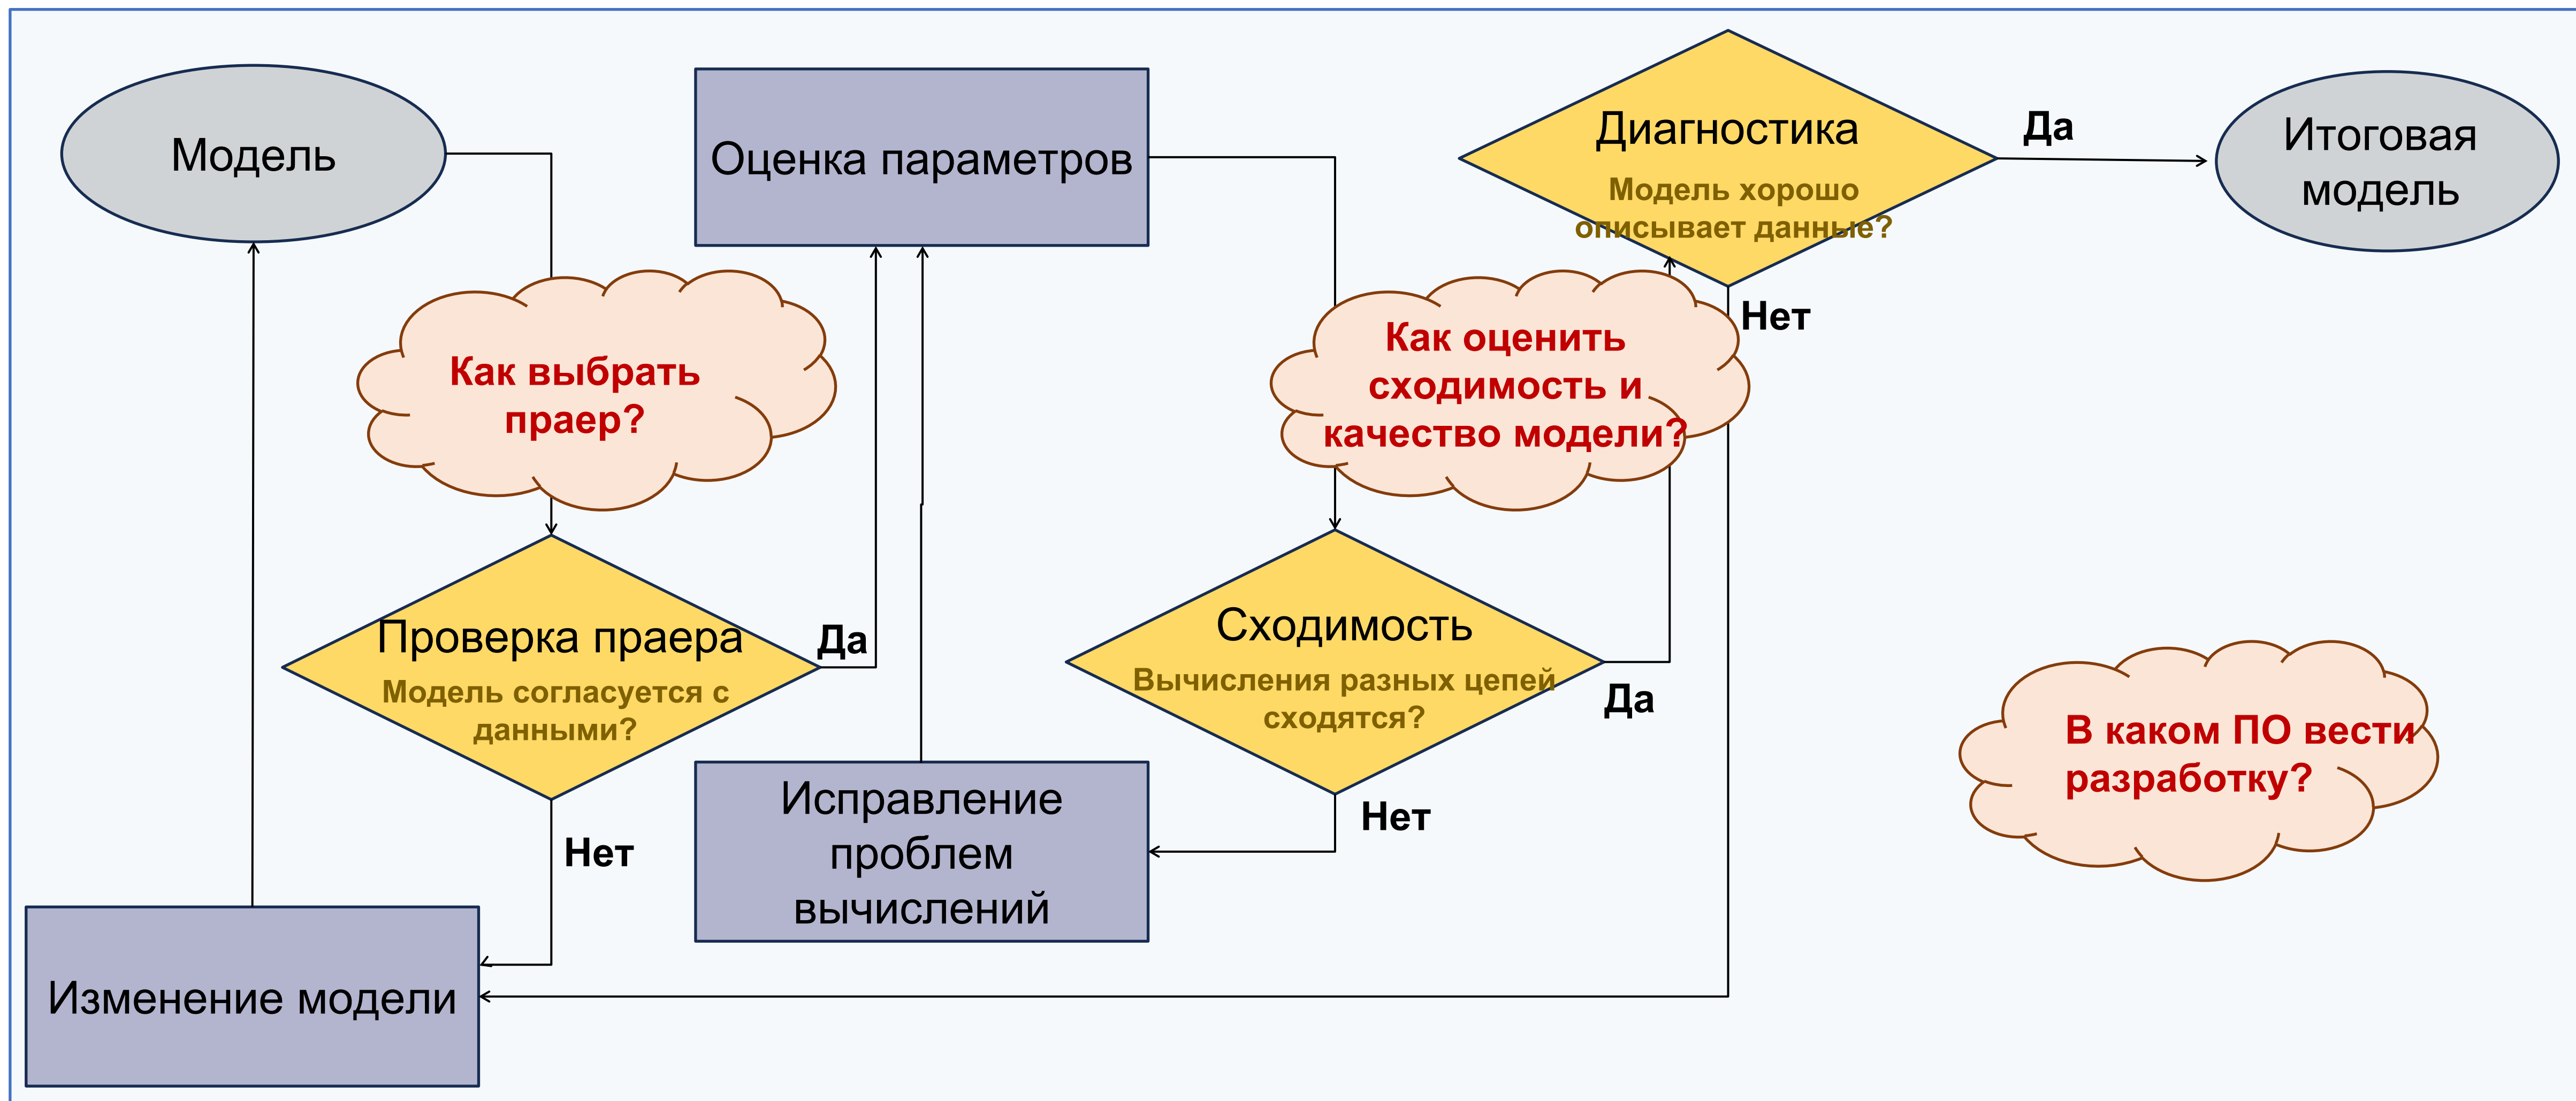 Модель
Оценка параметров
Диагностика
Модель хорошо
описывает данные?
Да
Итоговая
модель
Нет
Как выбрать
праер?
Как оценить
сходимость и
качество модели?
Проверка праера
Модель согласуется с
данными?
Да
Нет
Сходимость
Вычисления разных цепей
сходятся?
Да
Нет
В каком ПО вести
разработку?
Исправление
проблем
вычислений
Изменение модели